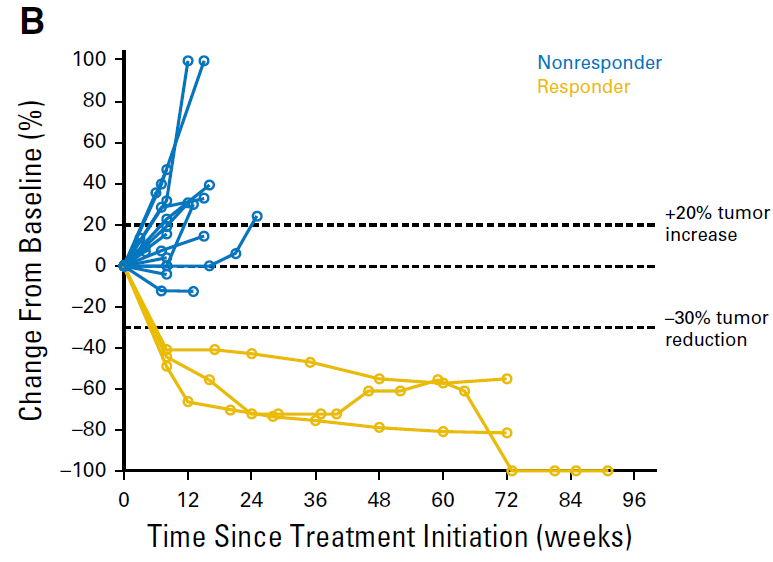 B
Nonresponder
Responder
Change From Baseline (%)
100
80
60
40
20
0
–20
–40
–60
–80
–100
+20% tumor
increase
–30% tumor
reduction
0 12 24 36 48 60 72 84 96
Time Since Treatment Initiation (weeks)